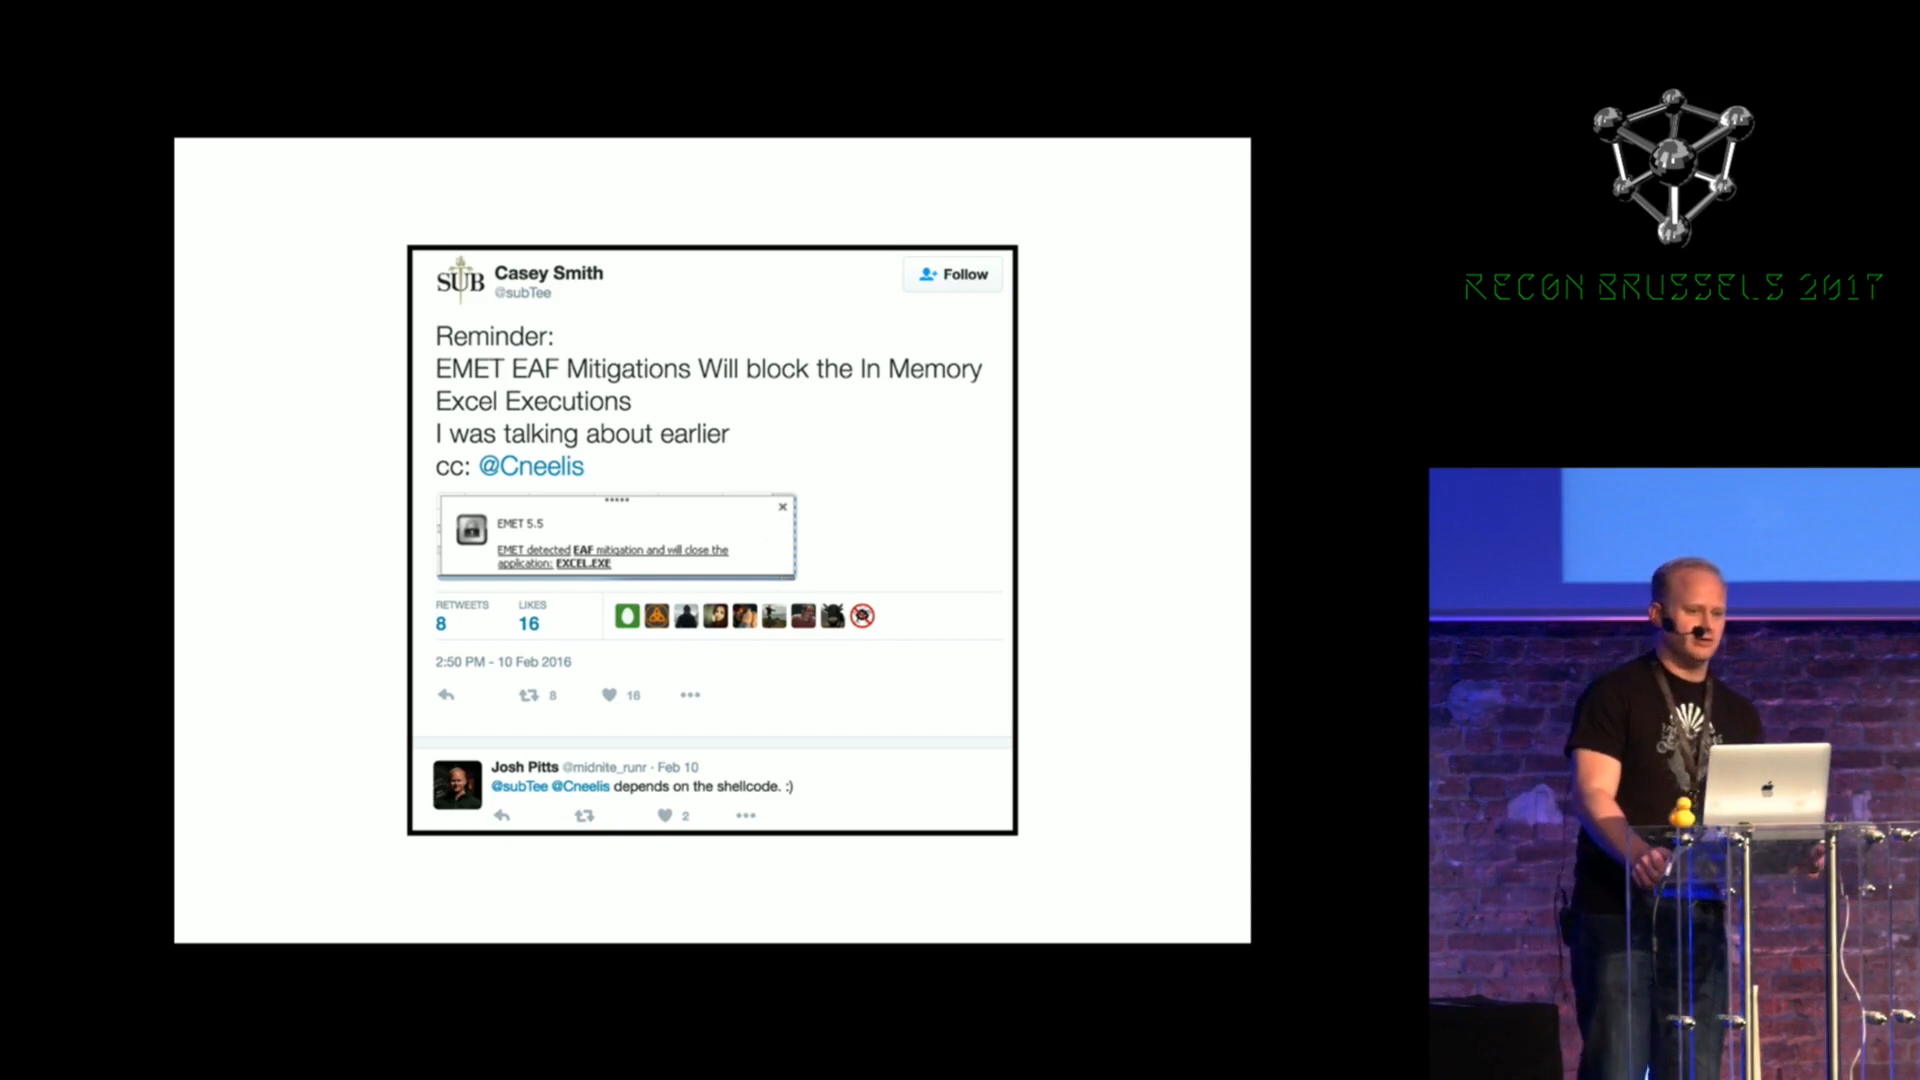 RECON BRUSSELS 2017
SUB
Casey Smith
@subTee
Follow
Reminder:
EMET EAF Mitigations Will block the In Memory
Excel Executions
I was talking about earlier
cc: @Cneelis
EMET 5.5
EMET detected EAF mitigation and will close the
application: EXCEL.EXE
RETWEETS
8
LIKES
16
2:50 PM - 10 Feb 2016
8
16
Josh Pitts @midnite_runr · Feb 10
@subTee @Cneelis depends on the shellcode. :)
2